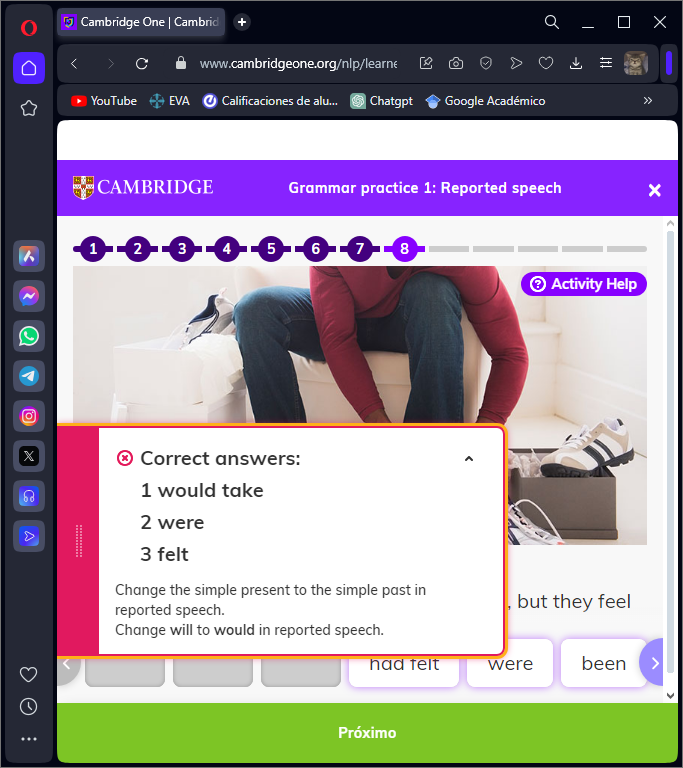 Cambridge One | Cambrid
www.cambridgeone.org/nlp/learne
YouTube
EVA
Calificaciones de alu...
Chatgpt
Google Académico
CAMBRIDGE
Grammar practice 1: Reported speech
1 2 3 4 5 6 7 8
Activity Help
Correct answers:
1 would take
2 were
3 felt
Change the simple present to the simple past in
reported speech.
Change will to would in reported speech.
, but they feel
had felt
were
been
Próximo